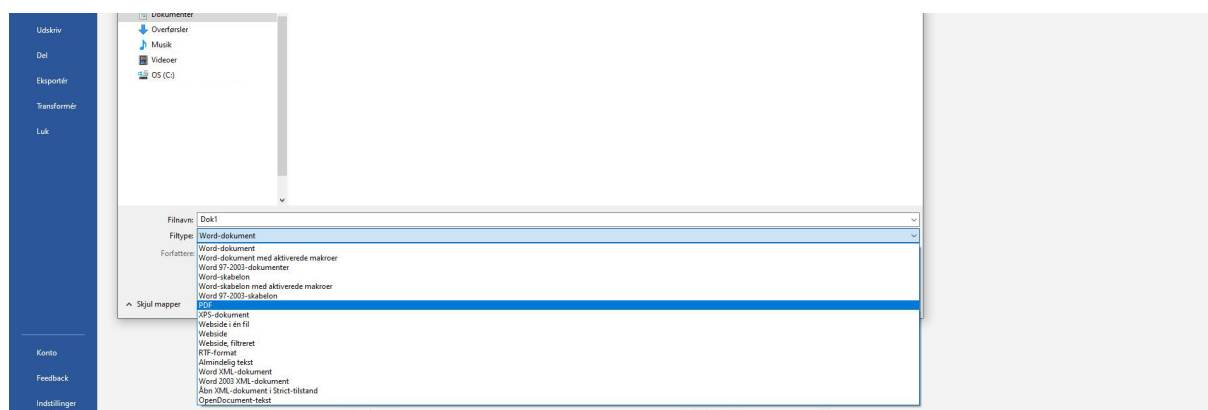 Udskriv
Del
Eksportér
Transformér
Luk
Konto
Feedback
Indstillinger
Dokumenter
Overførsler
Musik
Videoer
OS (C:)
Filnavn: Dok1
Filtype: Word-dokument
Forfattere:
Word-dokument
Word-dokument med aktiverede makroer
Word 97-2003-dokumenter
Word-skabelon
Word-skabelon med aktiverede makroer
Word 97-2003-skabelon
PDF
XPS-dokument
Webside i én fil
Webside
Webside, filtreret
RTF-format
Almindelig tekst
Word XML-dokument
Word 2003 XML-dokument
Åbn XML-dokument i Strict-tilstand
OpenDocument-tekst
Skjul mapper